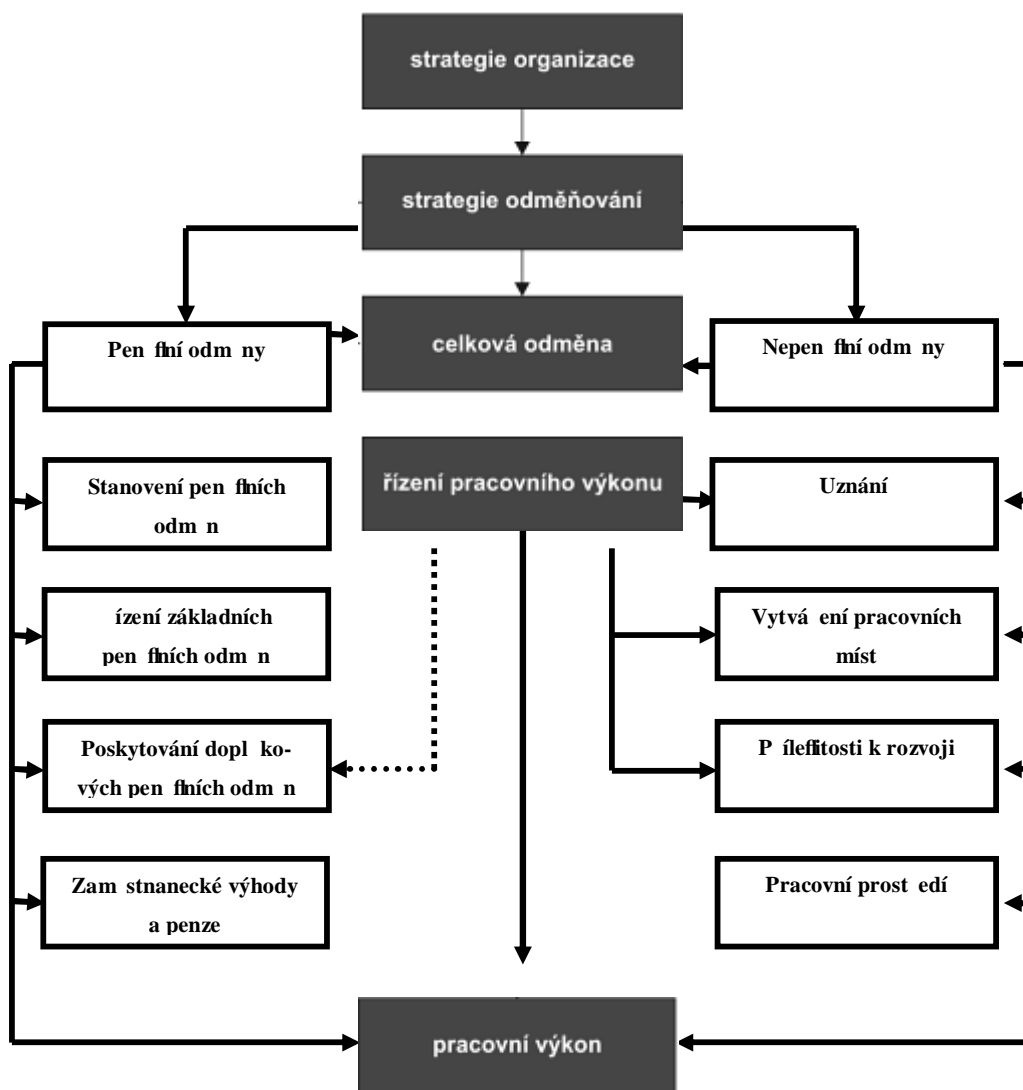 strategie organizace
strategie odměňování
Pen flní odm ny
celková odměna
Nepen flní odm ny
Stanovení pen flních
odm n
řízení pracovního výkonu
Uznání
ízení základních
pen flních odm n
Vytvá ení pracovních
míst
Poskytování dopl ko-
vých pen flních odm n
P íleflitosti k rozvoji
Zam stnanecké výhody
a penze
Pracovní prost edí
pracovní výkon